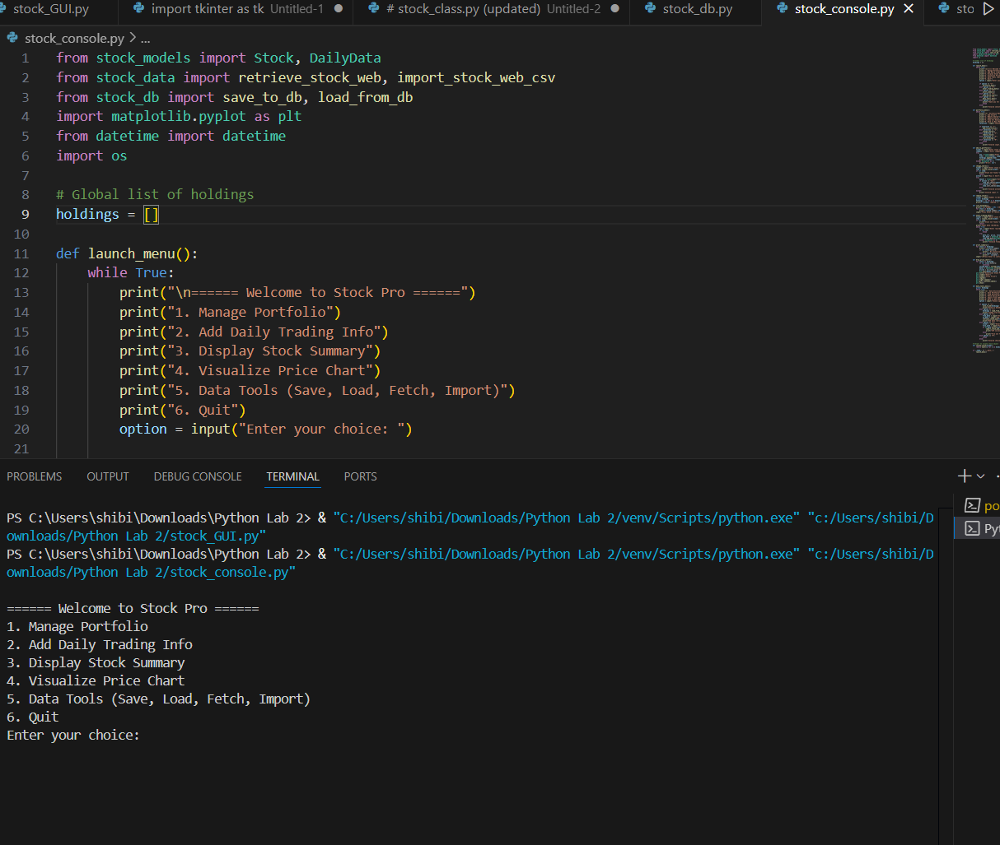 stock_GUI.py import tkinter as tk Untitled-1 # stock_class.py (updated) Untitled-2 stock_db.py stock_console.py sto
stock_console.py > ...
1 from stock_models import Stock, DailyData
2 from stock_data import retrieve_stock_web, import_stock_web_csv
3 from stock_db import save_to_db, load_from_db
4 import matplotlib.pyplot as plt
5 from datetime import datetime
6 import os
7
8 # Global list of holdings
9 holdings = []
10
11 def launch_menu():
12 while True:
13 print("\n====== Welcome to Stock Pro ======")
14 print("1. Manage Portfolio")
15 print("2. Add Daily Trading Info")
16 print("3. Display Stock Summary")
17 print("4. Visualize Price Chart")
18 print("5. Data Tools (Save, Load, Fetch, Import)")
19 print("6. Quit")
20 option = input("Enter your choice: ")
21
PROBLEMS OUTPUT DEBUG CONSOLE TERMINAL PORTS
PS C:\Users\shibi\Downloads\Python Lab 2> & "C:/Users/shibi/Downloads/Python Lab 2/venv/Scripts/python.exe" "c:/Users/shibi/D
ownloads/Python Lab 2/stock_GUI.py"
PS C:\Users\shibi\Downloads\Python Lab 2> & "C:/Users/shibi/Downloads/Python Lab 2/venv/Scripts/python.exe" "c:/Users/shibi/D
ownloads/Python Lab 2/stock_console.py"
====== Welcome to Stock Pro ======
1. Manage Portfolio
2. Add Daily Trading Info
3. Display Stock Summary
4. Visualize Price Chart
5. Data Tools (Save, Load, Fetch, Import)
6. Quit
Enter your choice:
po
Pyt